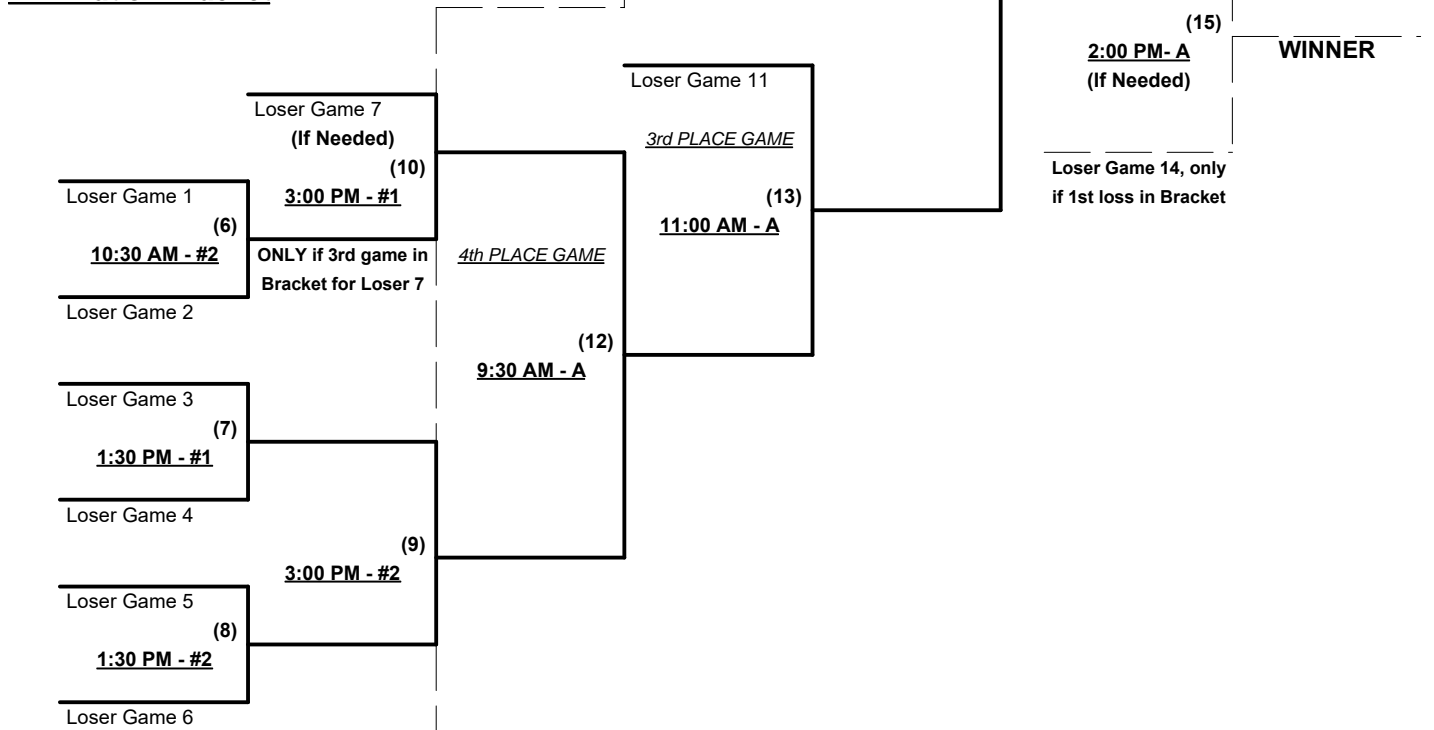 (15)
2:00 PM- A
(If Needed)
WINNER
Loser Game 14, only
if 1st loss in Bracket
Loser Game 11
3rd PLACE GAME
(13)
11:00 AM - A
Loser Game 7
(If Needed)
(10)
3:00 PM - #1
ONLY if 3rd game in
Bracket for Loser 7
4th PLACE GAME
(12)
9:30 AM - A
Loser Game 1
(6)
10:30 AM - #2
Loser Game 2
Loser Game 3
(7)
1:30 PM - #1
Loser Game 4
(9)
3:00 PM - #2
Loser Game 5
(8)
1:30 PM - #2
Loser Game 6